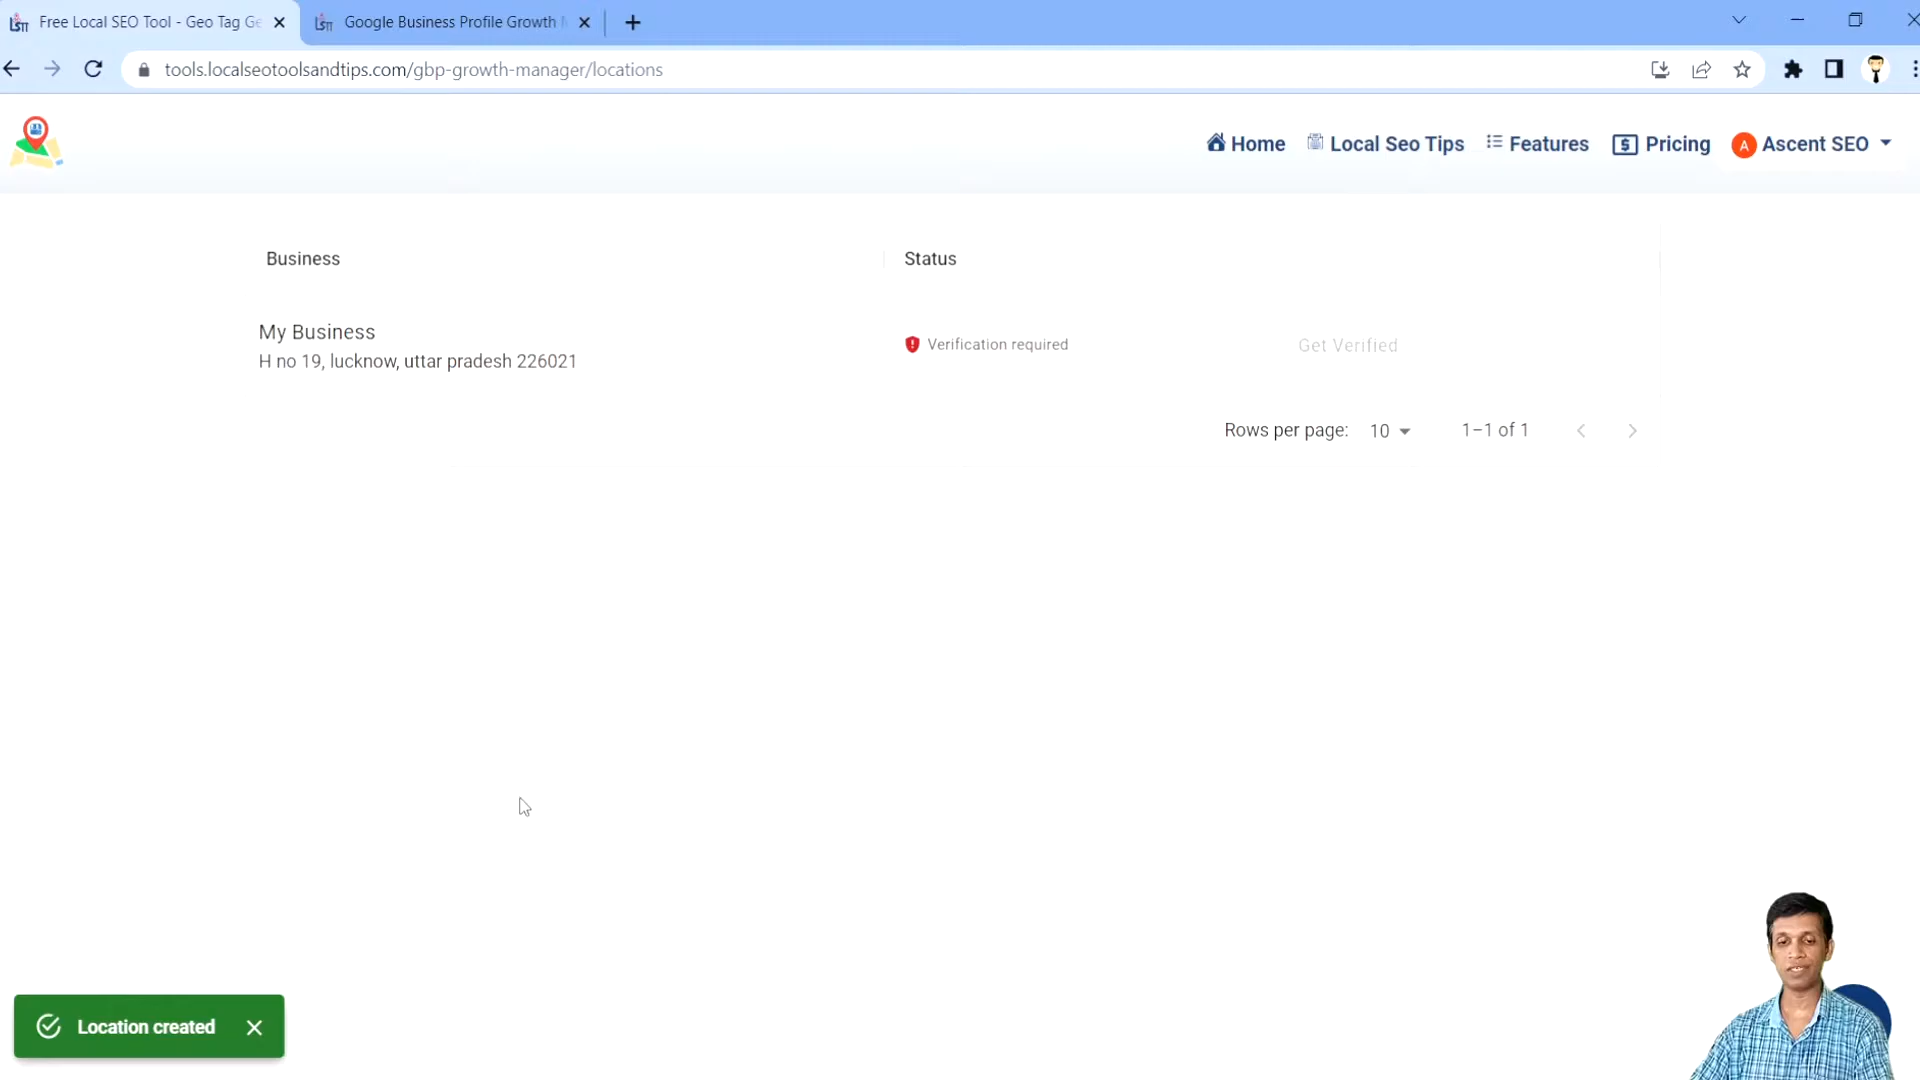 Free Local SEO Tool - Geo Tag Ge
Google Business Profile Growth
tools.localseotoolsandtips.com/gbp-growth-manager/locations
Home
Local Seo Tips
Features
Pricing
A Ascent SEO
Business
Status
My Business
H no 19, lucknow, uttar pradesh 226021
Verification required
Get Verified
Rows per page: 10
1–1 of 1
Location created